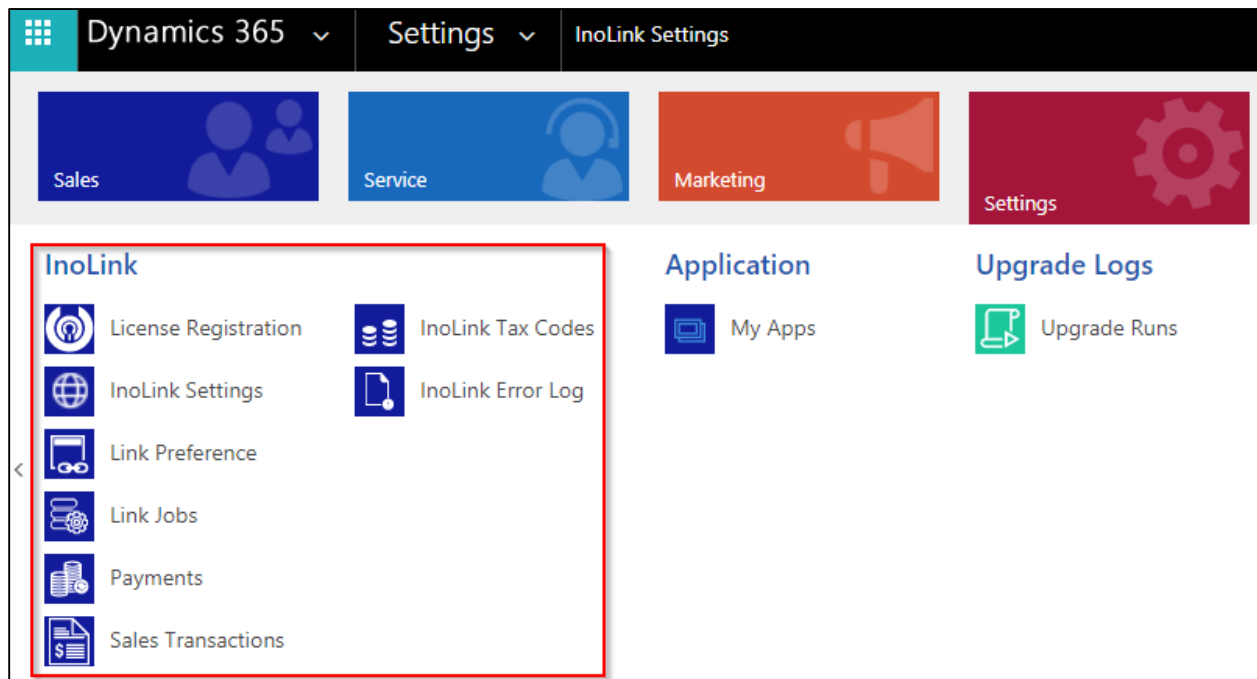 Dynamics 365
Settings
InoLink Settings
Sales
Service
Marketing
Settings
InoLink
License Registration
InoLink Settings
Link Preference
Link Jobs
Payments
Sales Transactions
InoLink Tax Codes
InoLink Error Log
Application
My Apps
Upgrade Logs
Upgrade Runs